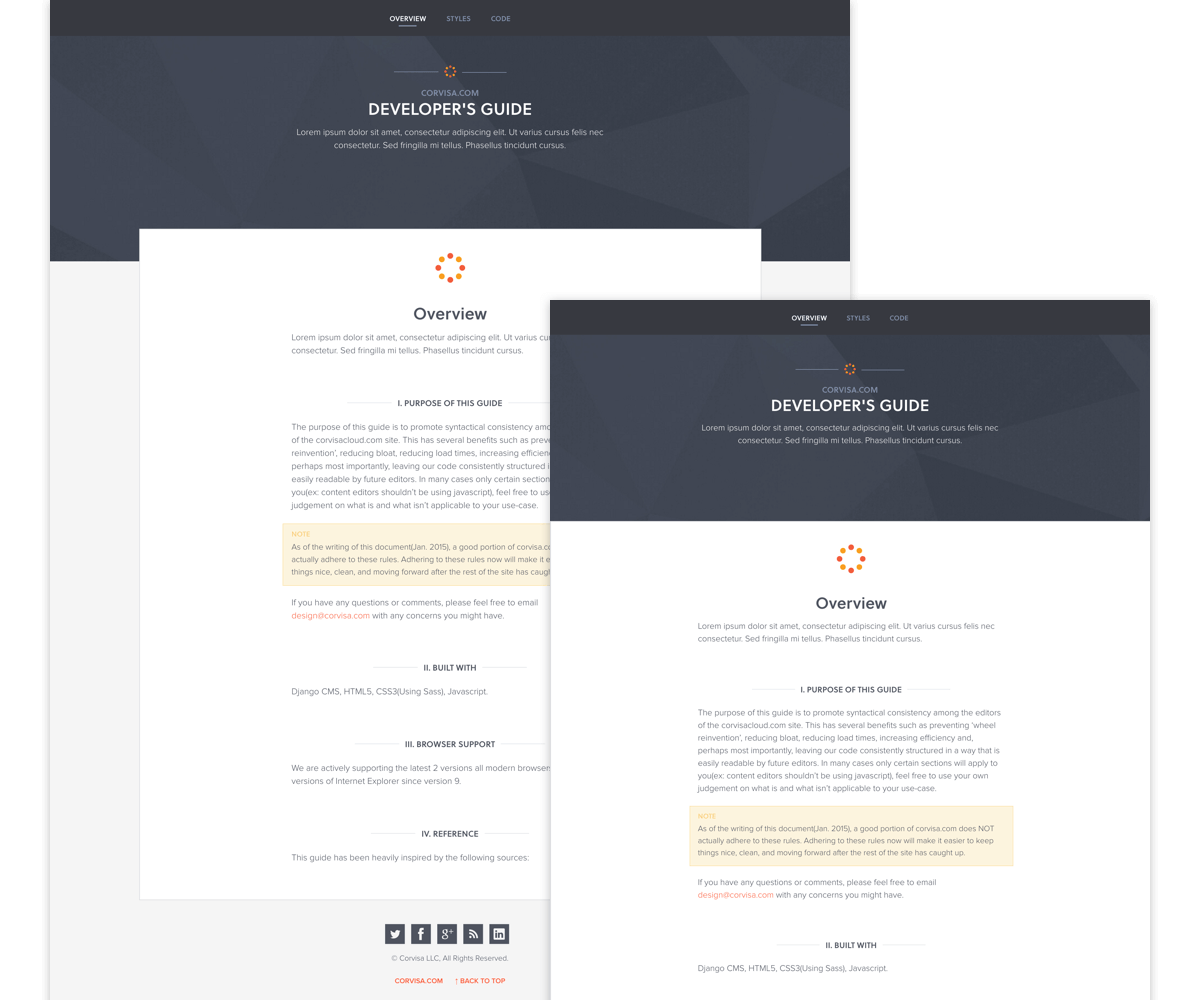 OVERVIEW STYLES CODE
CORVISA.COM
DEVELOPER'S GUIDE
Lorem ipsum dolor sit amet, consectetur adipiscing elit. Ut varius cursus felis nec
consectetur. Sed fringilla mi tellus. Phasellus tincidunt cursus.
Overview
Lorem ipsum dolor sit amet, consectetur adipiscing elit. Ut varius
consectetur. Sed fringilla mi tellus. Phasellus tincidunt cursus.
I. PURPOSE OF THIS GUIDE
The purpose of this guide is to promote syntactical consistency
of the corvisacloud.com site. This has several benefits such as
reinvention', reducing bloat, reducing load times, increasing
perhaps most importantly, leaving our code consistently structured
easily readable by future editors. In many cases only certain
you(ex: content editors shouldn't be using javascript), feel free to
judgement on what is and what isn't applicable to your use-case.
NOTE
As of the writing of this document(Jan. 2015), a good portion of
actually adhere to these rules. Adhering to these rules now will make it
things nice, clean, and moving forward after the rest of the site has
If you have any questions or comments, please feel free to email
design@corvisa.com with any concerns you might have.
II. BUILT WITH
Django CMS, HTML5, CSS3(Using Sass), Javascript.
III. BROWSER SUPPORT
We are actively supporting the latest 2 versions all modern
versions of Internet Explorer since version 9.
IV. REFERENCE
This guide has been heavily inspired by the following sources:
© Corvisa LLC, All Rights Reserved.
CORVISA.COM ↑ BACK TO TOP
OVERVIEW STYLES CODE
CORVISA.COM
DEVELOPER'S GUIDE
Lorem ipsum dolor sit amet, consectetur adipiscing elit. Ut varius cursus felis nec
consectetur. Sed fringilla mi tellus. Phasellus tincidunt cursus.
Overview
Lorem ipsum dolor sit amet, consectetur adipiscing elit. Ut varius cursus felis nec
consectetur. Sed fringilla mi tellus. Phasellus tincidunt cursus.
I. PURPOSE OF THIS GUIDE
The purpose of this guide is to promote syntactical consistency among the editors
of the corvisacloud.com site. This has several benefits such as preventing 'wheel
reinvention', reducing bloat, reducing load times, increasing efficiency and,
perhaps most importantly, leaving our code consistently structured in a way that is
easily readable by future editors. In many cases only certain sections will apply to
you(ex: content editors shouldn't be using javascript), feel free to use your own
judgement on what is and what isn't applicable to your use-case.
NOTE
As of the writing of this document(Jan. 2015), a good portion of corvisa.com does NOT
actually adhere to these rules. Adhering to these rules now will make it easier to keep
things nice, clean, and moving forward after the rest of the site has caught up.
If you have any questions or comments, please feel free to email
design@corvisa.com with any concerns you might have.
II. BUILT WITH
Django CMS, HTML5, CSS3(Using Sass), Javascript.